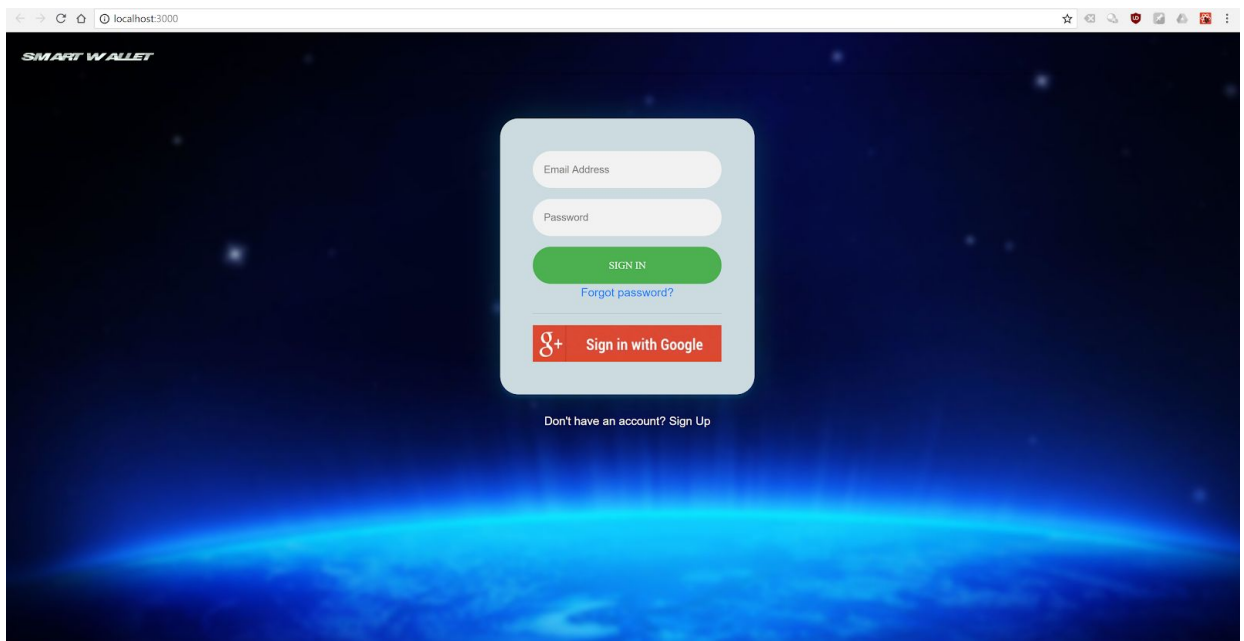 localhost:3000
SMART WALLET
Email Address
Password
SIGN IN
Forgot password?
g+ Sign in with Google
Don't have an account? Sign Up